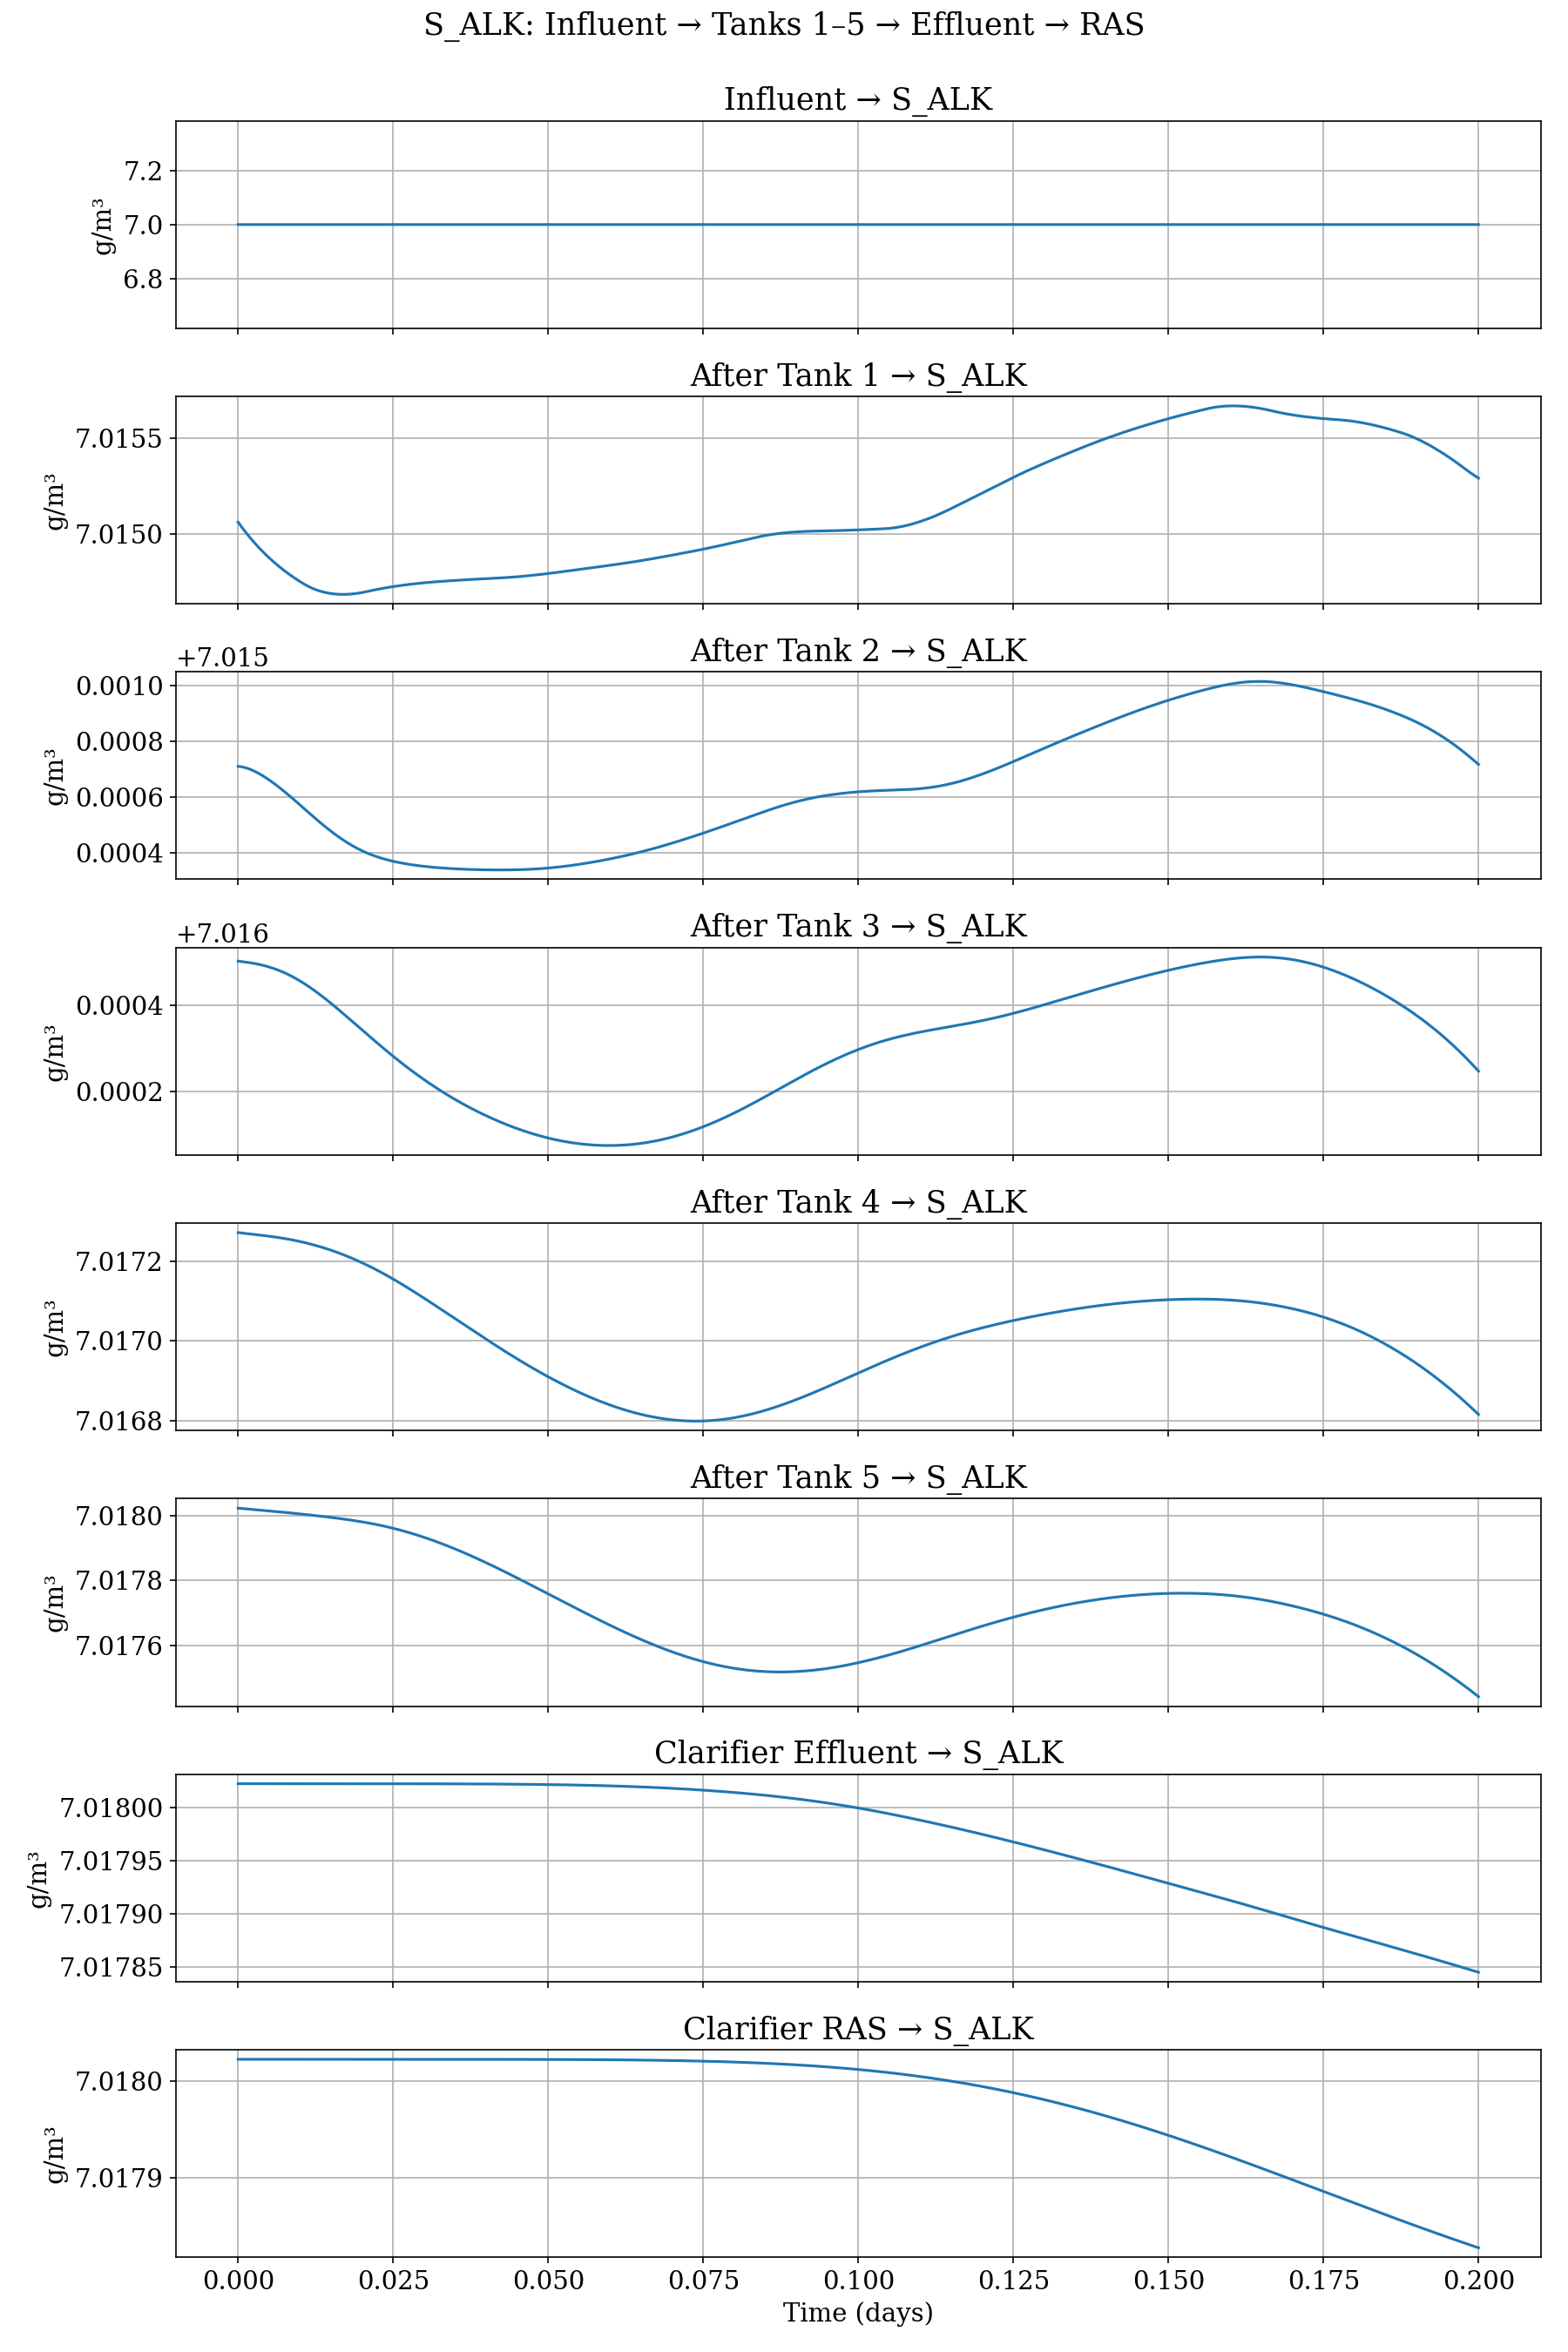 S_ALK: Influent → Tanks 1–5 → Effluent → RAS
Influent → S_ALK
7.2
7.0
6.8
g/m³
After Tank 1 → S_ALK
7.0155
7.0150
g/m³
After Tank 2 → S_ALK
+7.015
0.0010
0.0008
0.0006
0.0004
g/m³
After Tank 3 → S_ALK
+7.016
0.0004
0.0002
g/m³
After Tank 4 → S_ALK
7.0172
7.0170
7.0168
g/m³
After Tank 5 → S_ALK
7.0180
7.0178
7.0176
g/m³
Clarifier Effluent → S_ALK
7.01800
7.01795
7.01790
7.01785
g/m³
Clarifier RAS → S_ALK
7.0180
7.0179
g/m³
0.000 0.025 0.050 0.075 0.100 0.125 0.150 0.175 0.200
Time (days)